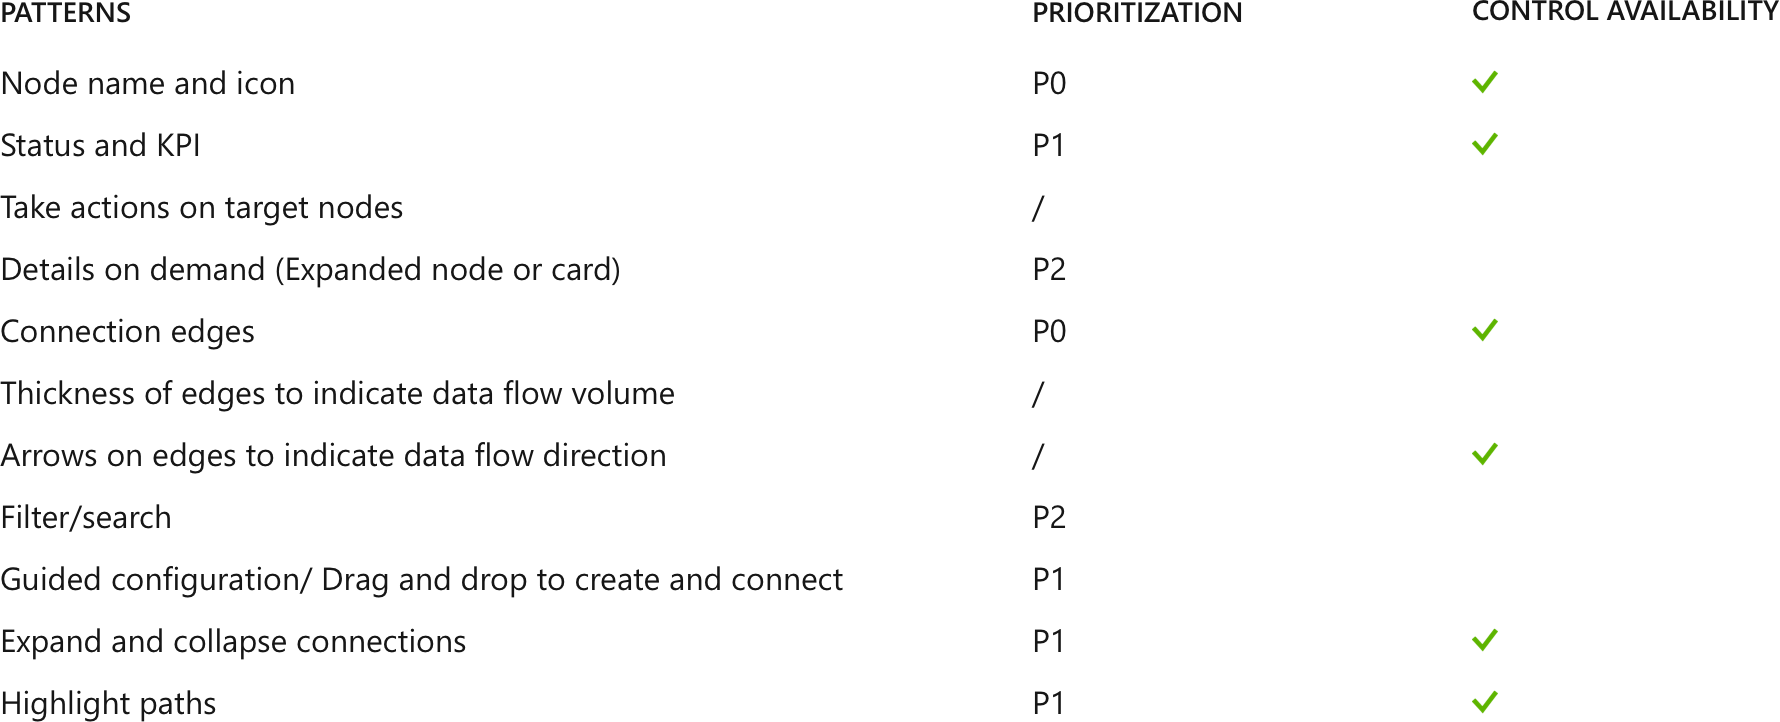 PATTERNS PRIORITIZATION CONTROL AVAILABILITY
Node name and icon P0 ✓
Status and KPI P1 ✓
Take actions on target nodes /
Details on demand (Expanded node or card) P2
Connection edges P0 ✓
Thickness of edges to indicate data flow volume /
Arrows on edges to indicate data flow direction / ✓
Filter/search P2
Guided configuration/ Drag and drop to create and connect P1
Expand and collapse connections P1 ✓
Highlight paths P1 ✓